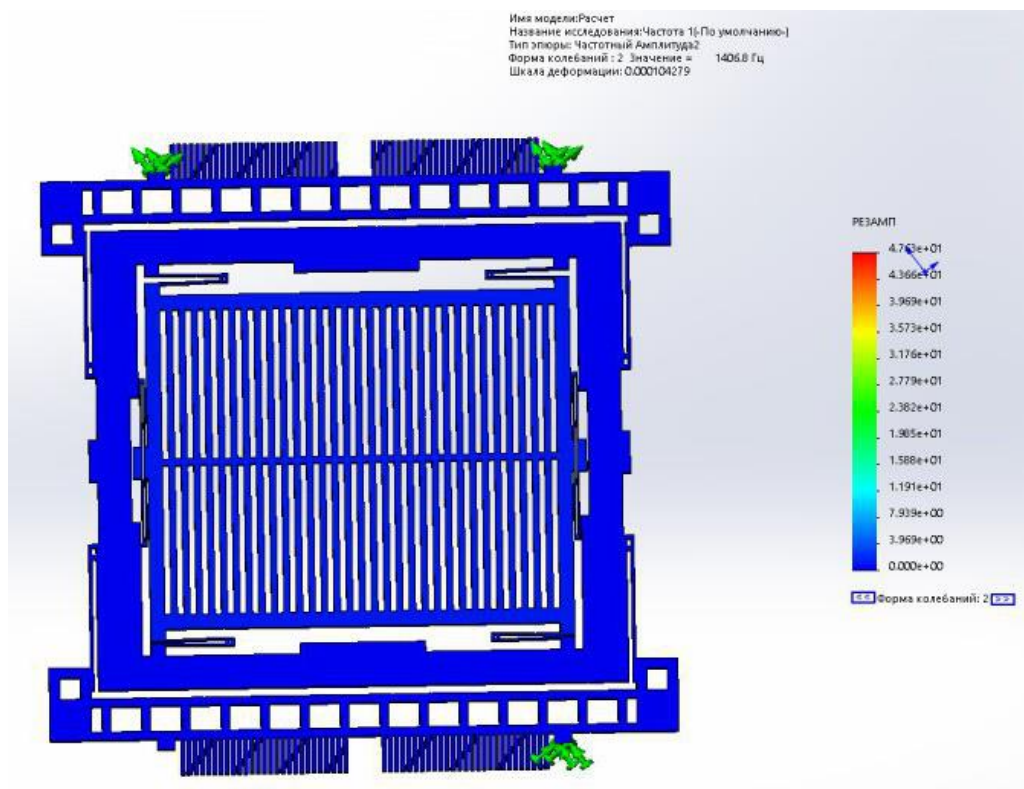 Имя модели:Расчет
Название исследования:Частота 1(-По умолчанию-)
Тип эпюры: Частотный Амплитуда2
Форма колебаний : 2 Значение = 1406.8 Гц
Шкала деформации: 0.000104279
РЕЗАМП
4.763e+01
4.366e+01
3.969e+01
3.573e+01
3.176e+01
2.779e+01
2.382e+01
1.985e+01
1.588e+01
1.191e+01
7.939e+00
3.969e+00
0.000e+00
<< Форма колебаний: 2 >>